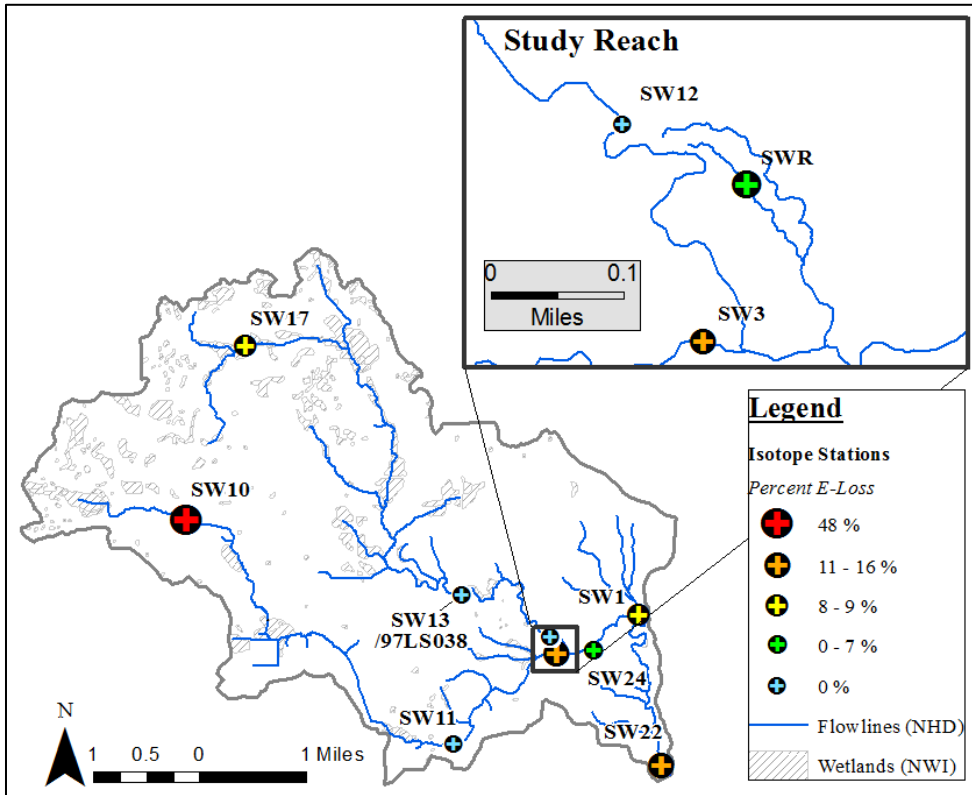 Study Reach
SW12
SWR
0 0.1
Miles
SW3
SW17
SW10
SW13
/97LS038
SW1
SW24
SW11
SW22
N
1 0.5 0 1 Miles
Legend
Isotope Stations
Percent E-Loss
48 %
11 - 16 %
8 - 9 %
0 - 7 %
0 %
Flowlines (NHD)
Wetlands (NWI)